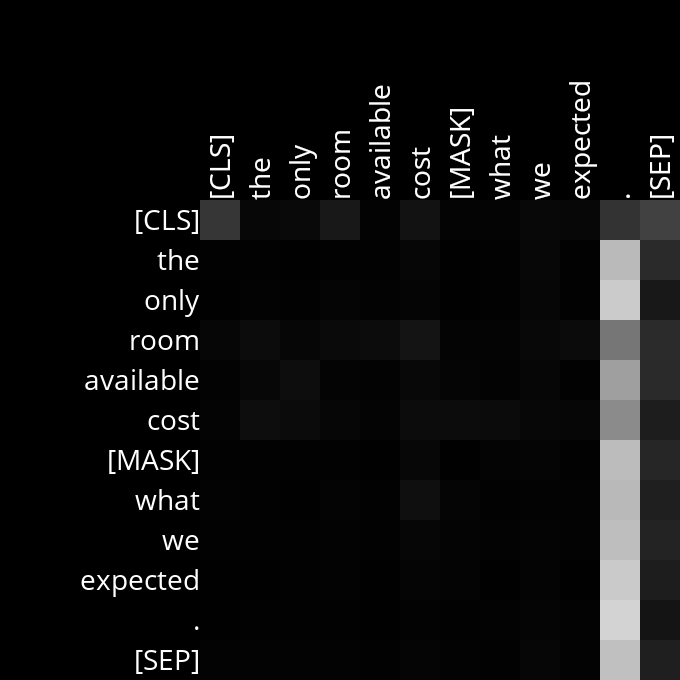 [CLS]
the
only
room
available
cost
[MASK]
what
we
expected
.
[SEP]
[CLS]
the
only
room
available
cost
[MASK]
what
we
expected
.
[SEP]